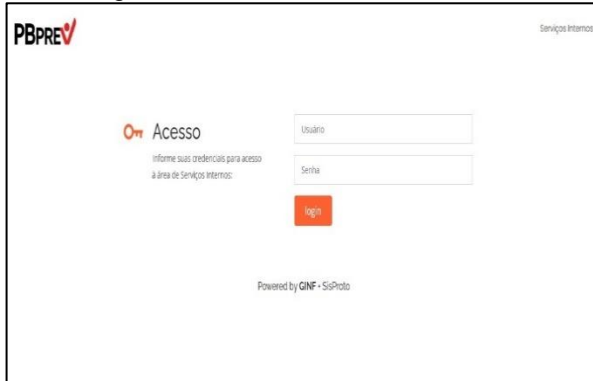 PBPREV
Serviços Internos
Acesso
Informe suas credenciais para acesso
à área de Serviços Internos:
Usuário
Senha
login
Powered by GINF - SisProto